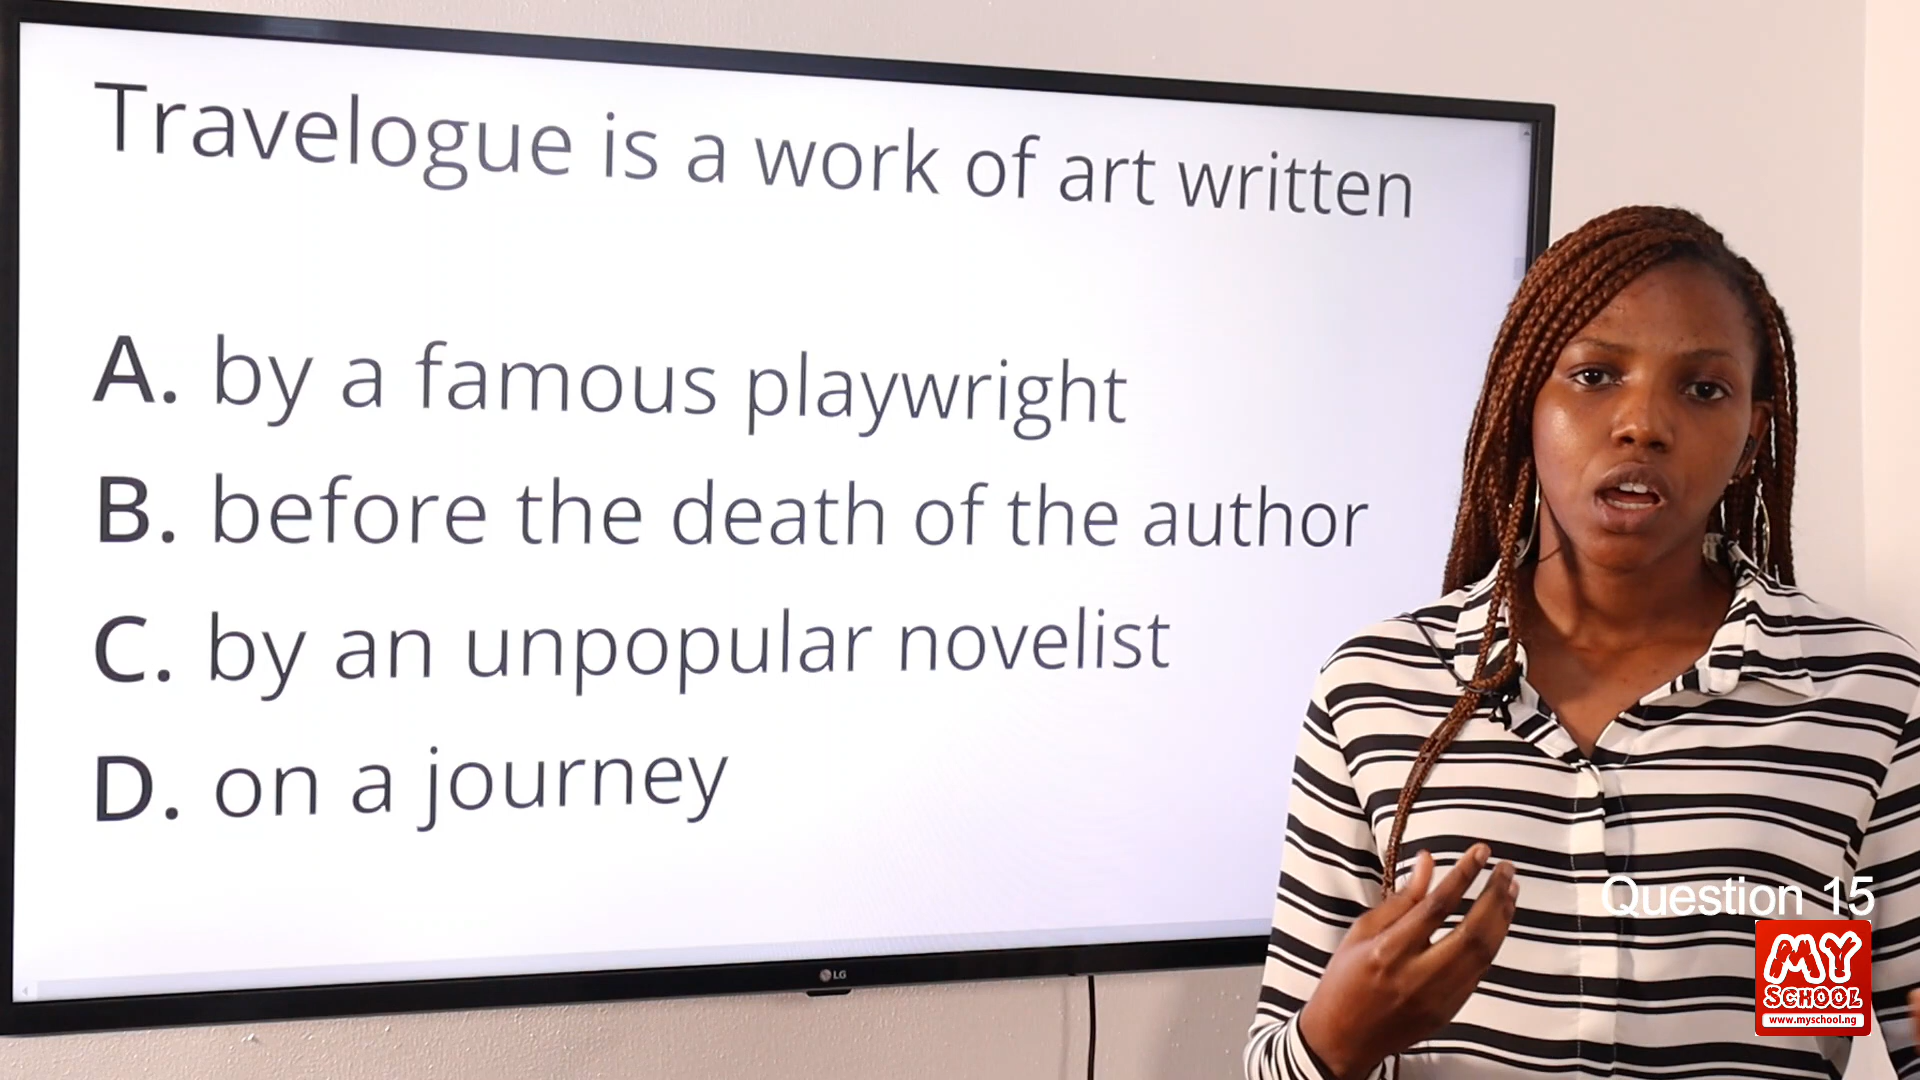 Travelogue is a work of art written
A. by a famous playwright
B. before the death of the author
C. by an unpopular novelist
D. on a journey
LG
Question 15
MY
SCHOOL
www.myschool.ng